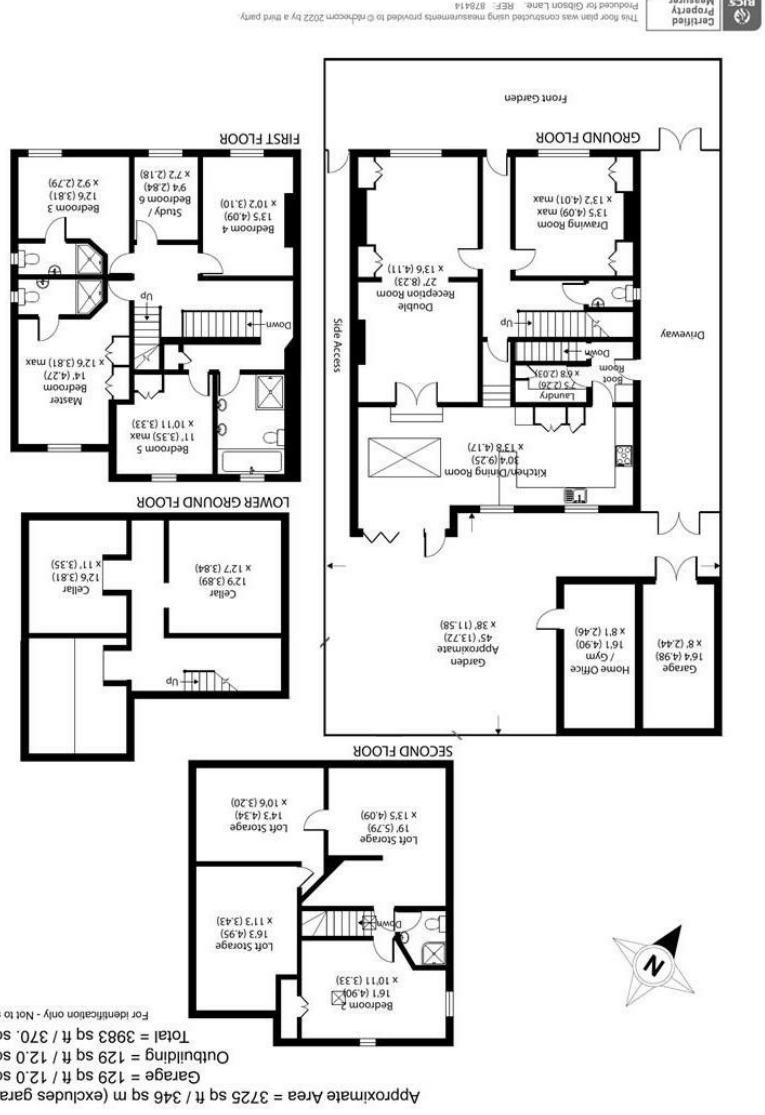 Approximate Area = 3725 sq ft / 346 sq m (excludes garag
Garage = 129 sq ft / 12.0 s
Outbuilding = 129 sq ft / 12.0 sq
Total = 3983 sq ft / 370. sq
For identification only - Not to s
N
Bedroom 2
16'1 (4.90)
x 10'11 (3.33)
Down
Loft Storage
16'3 (4.95)
x 11'3 (3.43)
Loft Storage
19' (5.79)
x 13'5 (4.09)
Loft Storage
14'3 (4.34)
x 10'6 (3.20)
SECOND FLOOR
Garage
16'4 (4.98)
x 8' (2.44)
Home Office
/ Gym
16'1 (4.90)
x 8'1 (2.46)
Garden
Approximate
45' (13.72)
x 38' (11.58)
Kitchen/Dining Room
30'4 (9.25)
x 13'8 (4.17)
Laundry
7'5 (2.26)
x 6'8 (2.03)
Boot
Room
Down
Up
Driveway
Side Access
Double
Reception Room
27' (8.23)
x 13'6 (4.11)
Drawing Room
13'5 (4.09) max
x 13'2 (4.01) max
GROUND FLOOR
Front Garden
Up
Cellar
12'9 (3.89)
x 12'7 (3.84)
Cellar
12'6 (3.81)
x 11' (3.35)
LOWER GROUND FLOOR
Bedroom 5
11' (3.35) max
x 10'11 (3.33)
Master
Bedroom
14' (4.27)
x 12'6 (3.81) max
Down
Up
Bedroom 4
13'5 (4.09)
x 10'2 (3.10)
Study /
Bedroom 6
9'4 (2.84)
x 7'2 (2.18)
Bedroom 3
12'6 (3.81)
x 9'2 (2.79)
FIRST FLOOR
Certified
Property
Measurer
RICS
This floor plan was constructed using measurements provided to © nichecom 2022 by a third party.
Produced for Gibson Lane. REF: 878414